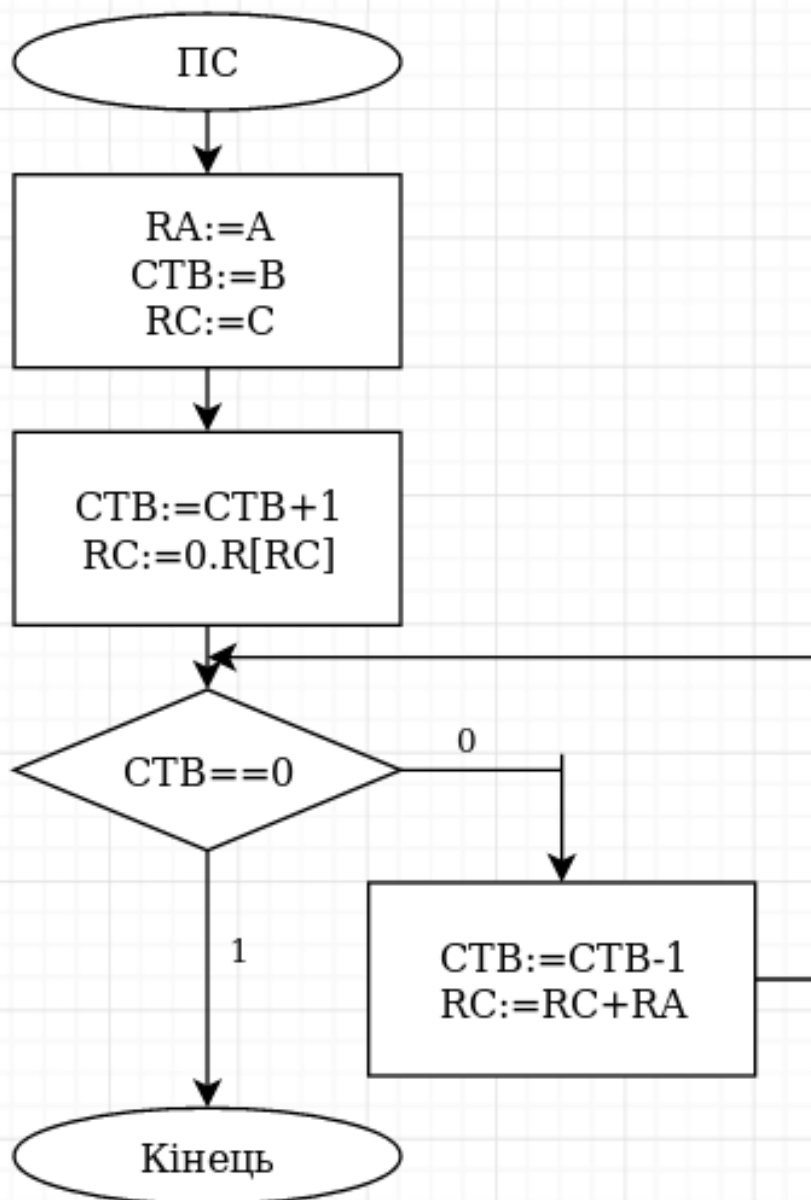 ПС
RA:=A
CTB:=B
RC:=C
CTB:=CTB+1
RC:=0.R[RC]
CTB==0
0
1
CTB:=CTB-1
RC:=RC+RA
Кінець